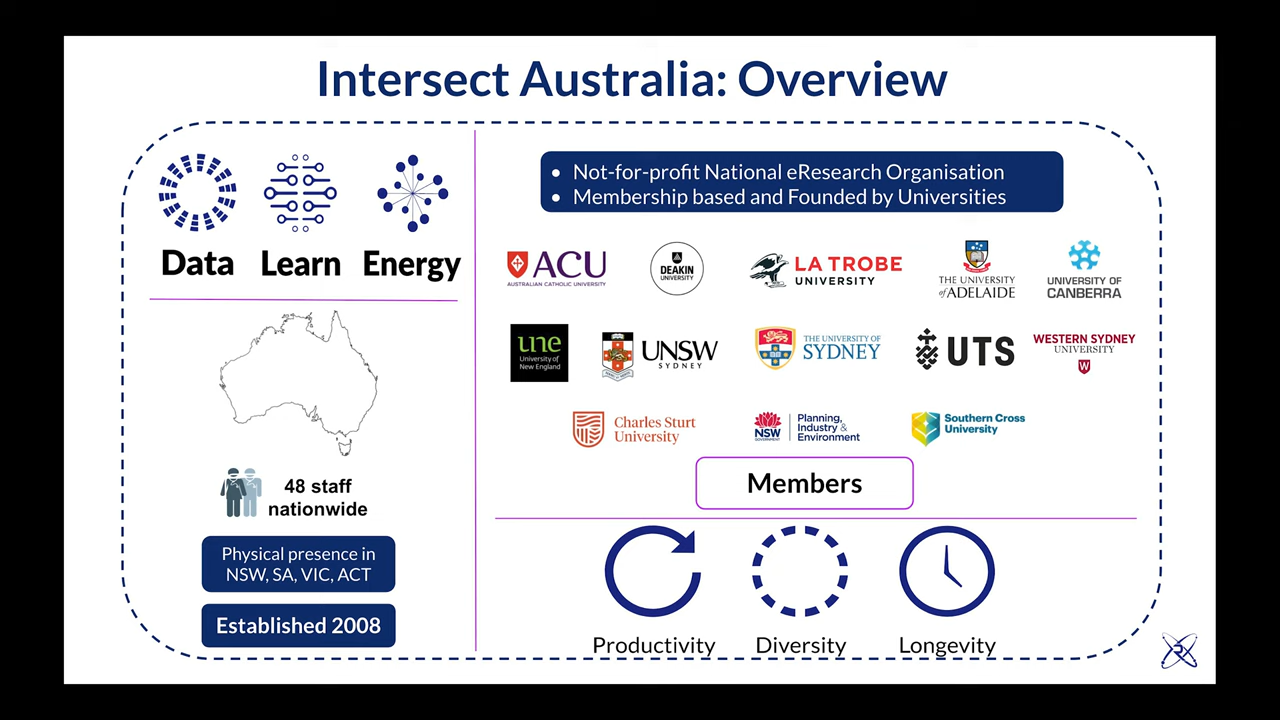 Intersect Australia: Overview
Data Learn Energy
48 staff
nationwide
Physical presence in
NSW, SA, VIC, ACT
Established 2008
• Not-for-profit National eResearch Organisation
• Membership based and Founded by Universities
ACU
AUSTRALIAN CATHOLIC UNIVERSITY
DEAKIN
UNIVERSITY
LA TROBE
UNIVERSITY
THE UNIVERSITY
of ADELAIDE
UNIVERSITY OF
CANBERRA
une
University of
New England
UNSW
SYDNEY
THE UNIVERSITY OF
SYDNEY
UTS
WESTERN SYDNEY
UNIVERSITY
W
Charles Sturt
University
NSW
GOVERNMENT
Planning,
Industry &
Environment
Southern Cross
University
Members
Productivity Diversity Longevity